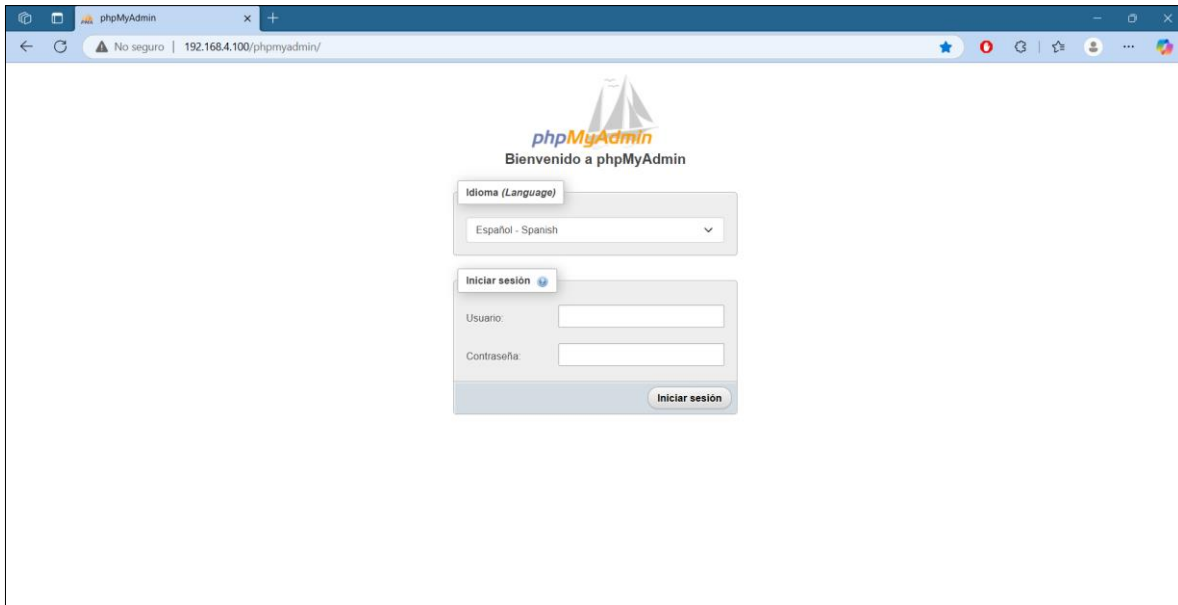 phpMyAdmin
No seguro | 192.168.4.100/phpmyadmin/
phpMyAdmin
Bienvenido a phpMyAdmin
Idioma (Language)
Español - Spanish
Iniciar sesión
Usuario:
Contraseña:
Iniciar sesión